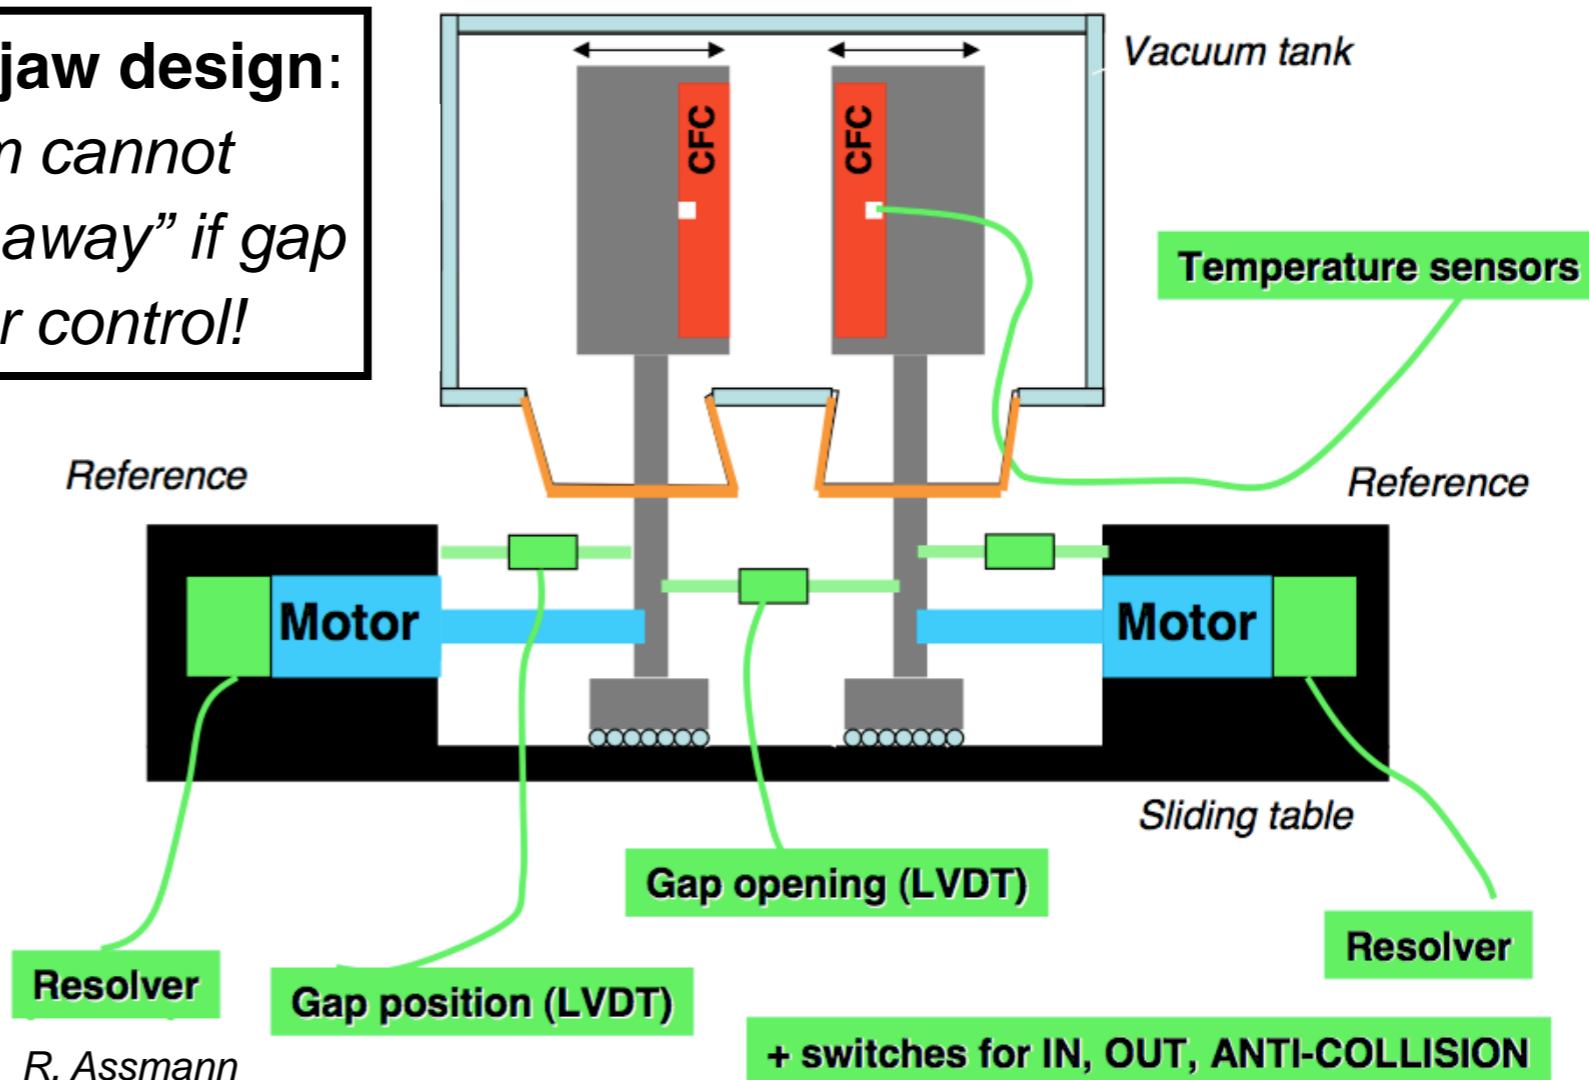 jaw design:
cannot
away” if gap
control!
Vacuum tank
CFC
CFC
Temperature sensors
Reference
Reference
Motor
Motor
Sliding table
Gap opening (LVDT)
Resolver
Resolver
Gap position (LVDT)
+ switches for IN, OUT, ANTI-COLLISION
R. Assmann